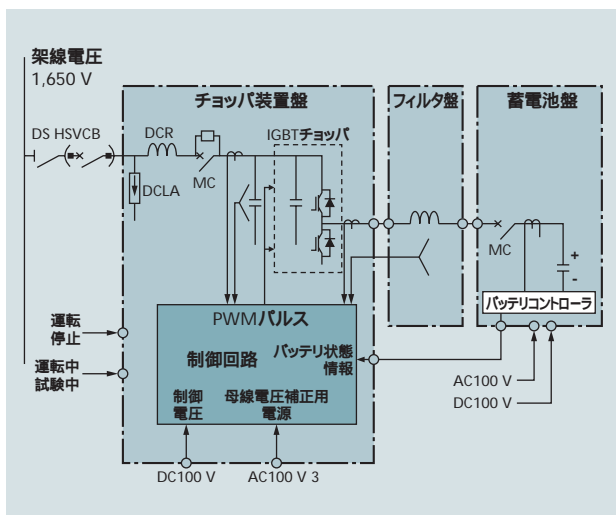 架線電圧
1,650 V
チョッパ装置盤
フィルタ盤
蓄電池盤
DS HSVCB
DCR
IGBTチョッパ
MC
DCLA
MC
+
-
バッテリコントローラ
PWMパルス
運転
停止
制御回路
バッテリ状態
情報
運転中
試験中
AC100 V
DC100 V
制御
電圧
母線電圧補正用
電源
DC100 V
AC100 V 3